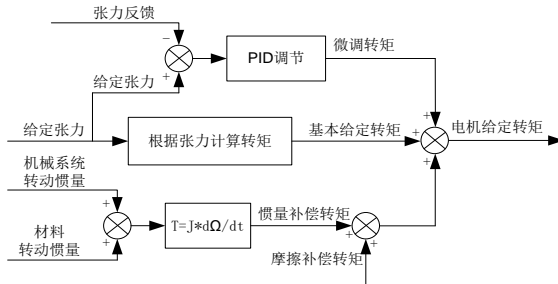 张力反馈
−
+
给定张力
PID调节
微调转矩
给定张力
根据张力计算转矩
基本给定转矩
+
+
+
电机给定转矩
机械系统
转动惯量
+
+
材料
转动惯量
T=J*dΩ/dt
惯量补偿转矩
+
+
摩擦补偿转矩